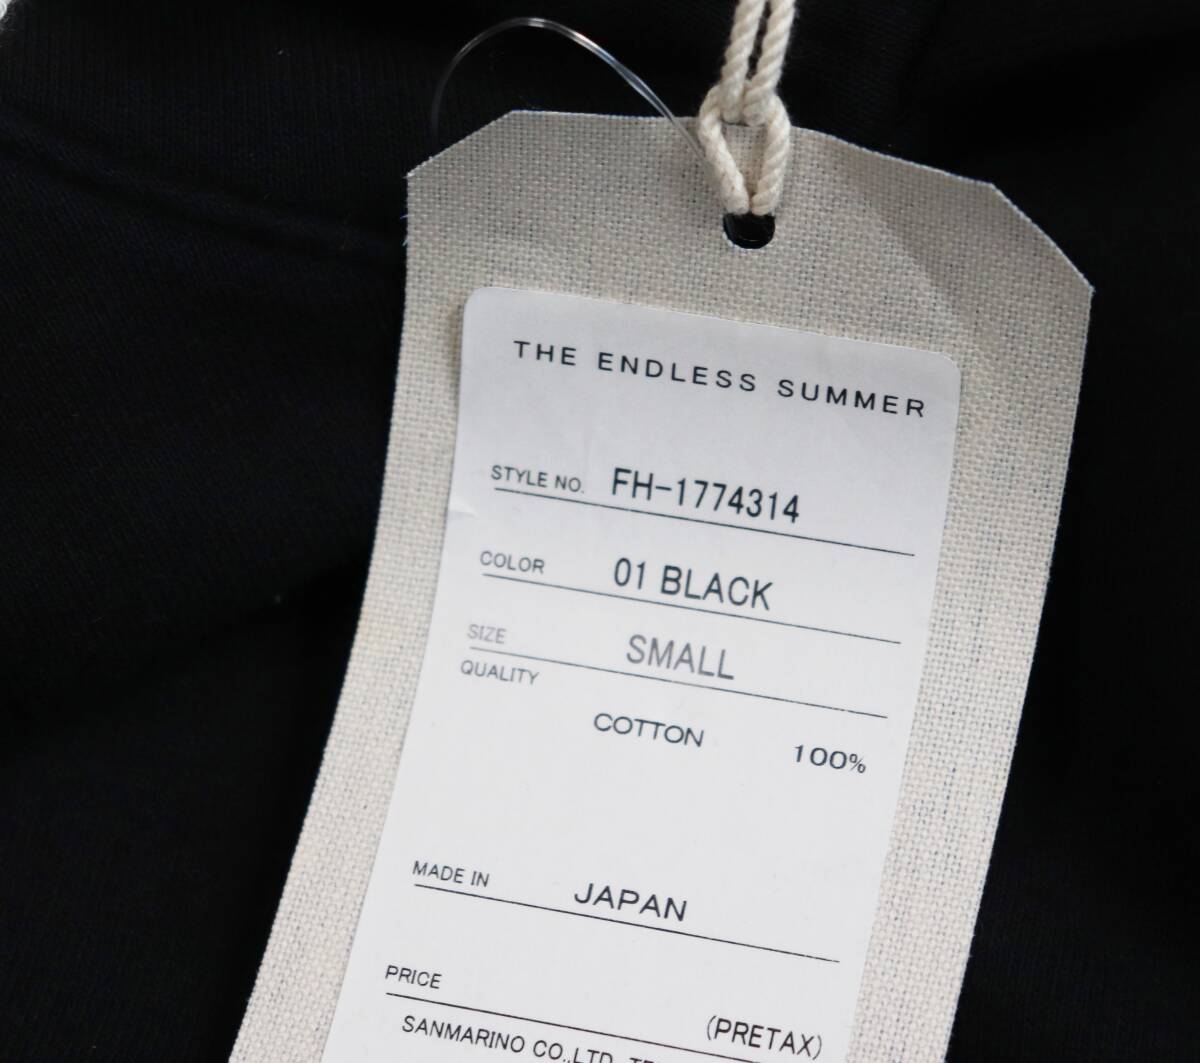 THE ENDLESS SUMMER
STYLE NO. FH-1774314
COLOR 01 BLACK
SIZE SMALL
QUALITY
COTTON 100%
MADE IN JAPAN
PRICE (PRETAX)
SANMARINO CO.,LTD.